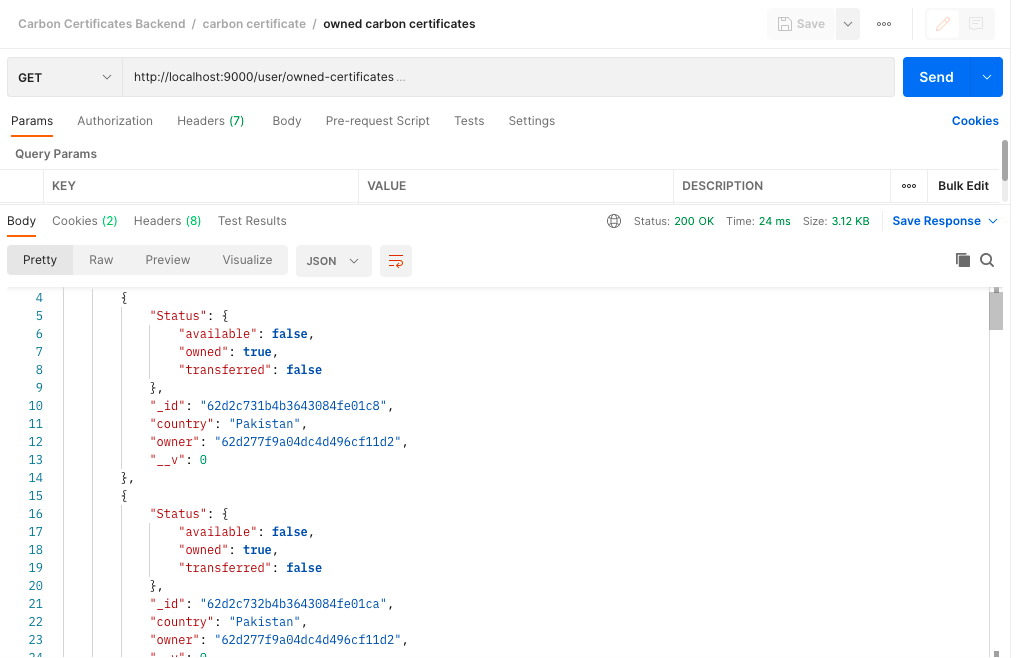 Carbon Certificates Backend / carbon certificate / owned carbon certificates
Save
GET http://localhost:9000/user/owned-certificates ...
Send
Params Authorization Headers (7) Body Pre-request Script Tests Settings Cookies
Query Params
KEY VALUE DESCRIPTION Bulk Edit
Body Cookies (2) Headers (8) Test Results Status: 200 OK Time: 24 ms Size: 3.12 KB Save Response
Pretty Raw Preview Visualize JSON
4 {
5 "Status": {
6 "available": false,
7 "owned": true,
8 "transferred": false
9 },
10 "_id": "62d2c731b4b3643084fe01c8",
11 "country": "Pakistan",
12 "owner": "62d277f9a04dc4d496cf11d2",
13 "__v": 0
14 },
15 {
16 "Status": {
17 "available": false,
18 "owned": true,
19 "transferred": false
20 },
21 "_id": "62d2c732b4b3643084fe01ca",
22 "country": "Pakistan",
23 "owner": "62d277f9a04dc4d496cf11d2",
24 "__v": 0